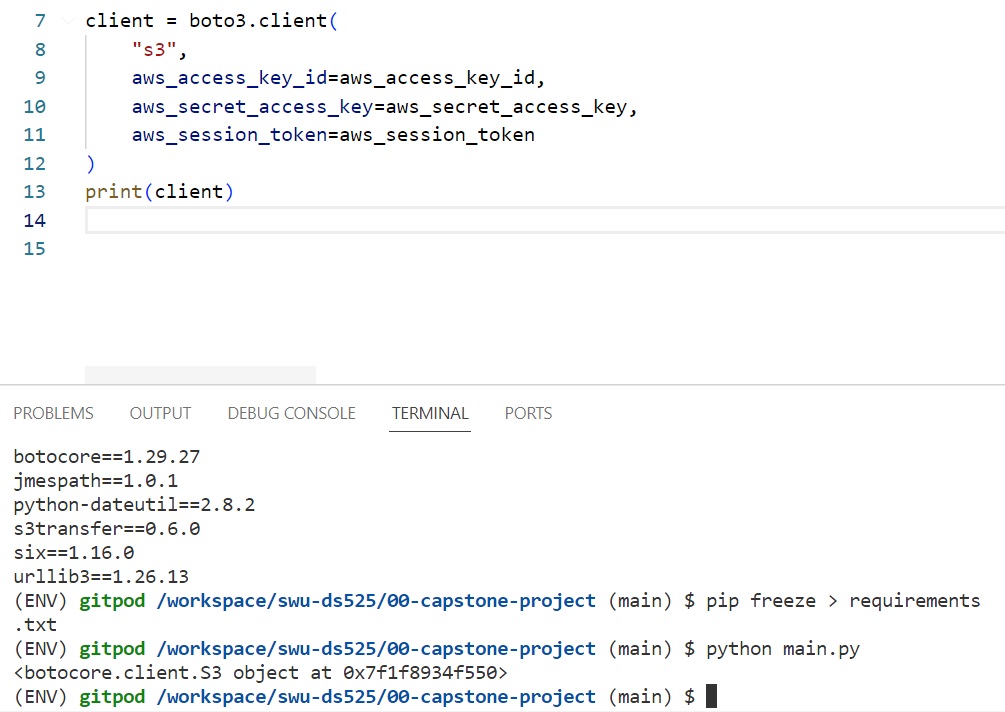 7 client = boto3.client(
8 "s3",
9 aws_access_key_id=aws_access_key_id,
10 aws_secret_access_key=aws_secret_access_key,
11 aws_session_token=aws_session_token
12 )
13 print(client)
14
15
PROBLEMS OUTPUT DEBUG CONSOLE TERMINAL PORTS
botocore==1.29.27
jmespath==1.0.1
python-dateutil==2.8.2
s3transfer==0.6.0
six==1.16.0
urllib3==1.26.13
(ENV) gitpod /workspace/swu-ds525/00-capstone-project (main) $ pip freeze > requirements
.txt
(ENV) gitpod /workspace/swu-ds525/00-capstone-project (main) $ python main.py
<botocore.client.S3 object at 0x7f1f8934f550>
(ENV) gitpod /workspace/swu-ds525/00-capstone-project (main) $